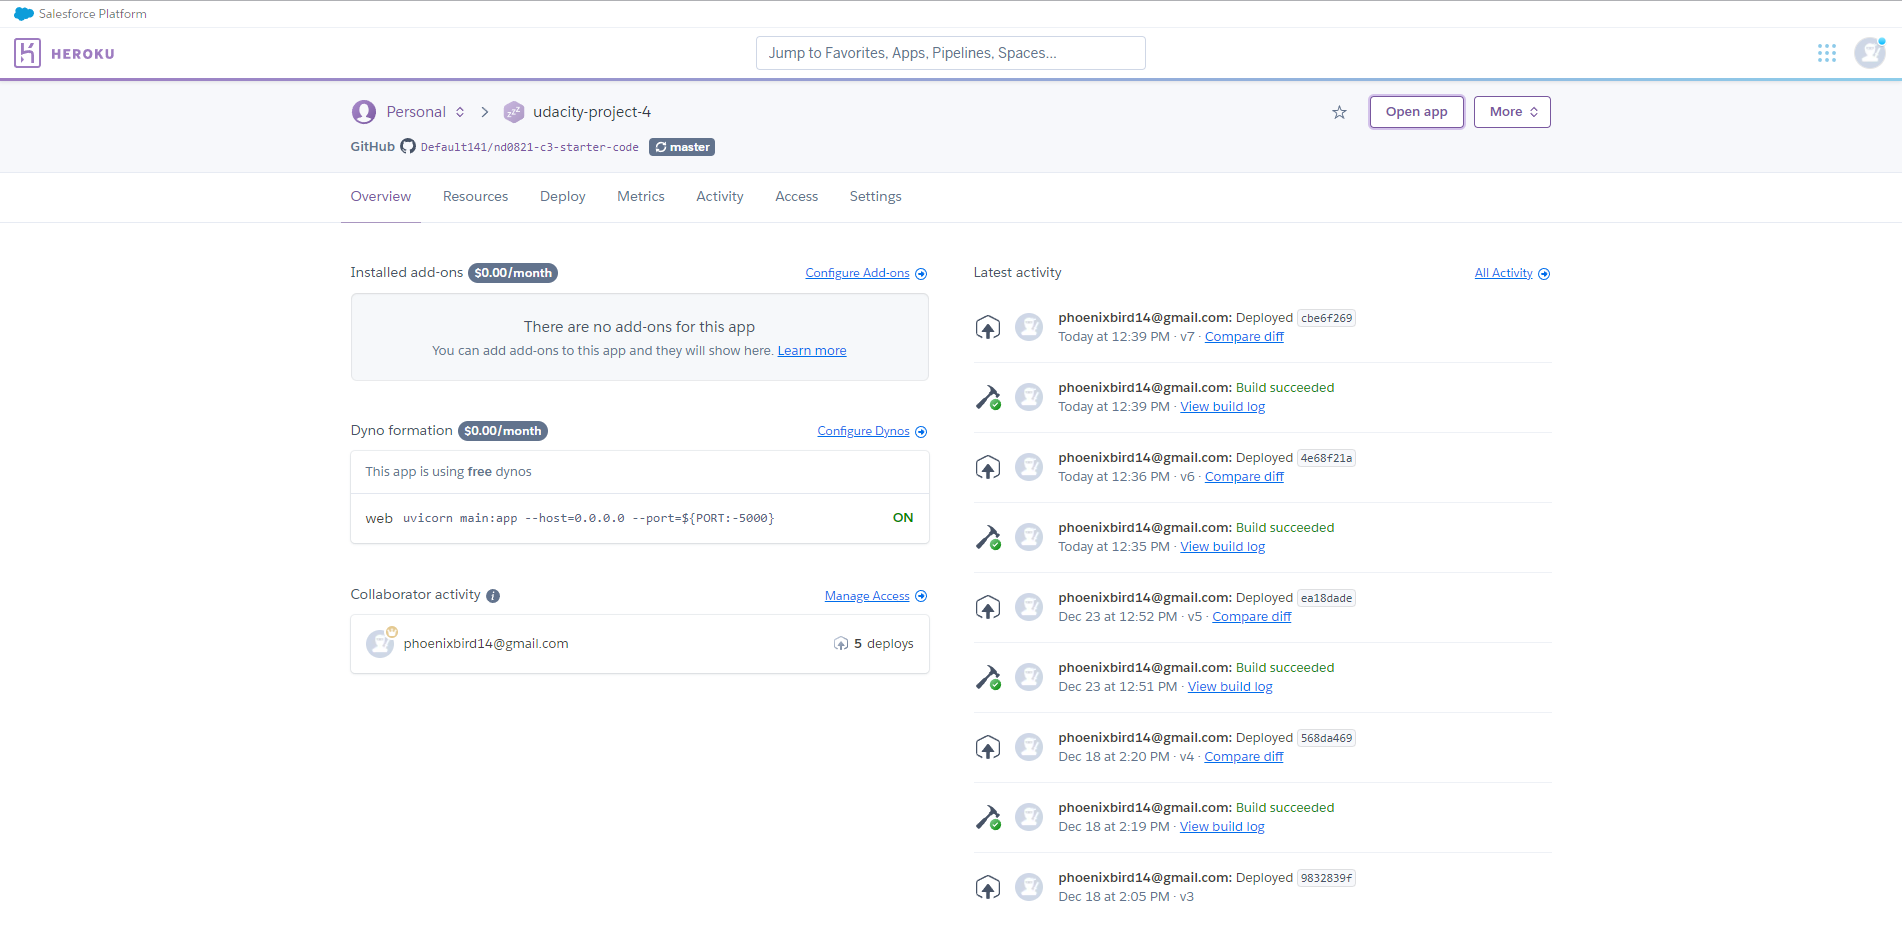 Salesforce Platform
HEROKU
Jump to Favorites, Apps, Pipelines, Spaces...
Personal
zzz
udacity-project-4
Open app
More
GitHub Default141/nd0821-c3-starter-code master
Overview Resources Deploy Metrics Activity Access Settings
Installed add-ons $0.00/month Configure Add-ons
There are no add-ons for this app
You can add add-ons to this app and they will show here. Learn more
Dyno formation $0.00/month Configure Dynos
This app is using free dynos
web uvicorn main:app --host=0.0.0.0 --port=${PORT:-5000} ON
Collaborator activity i Manage Access
phoenixbird14@gmail.com 5 deploys
Latest activity All Activity
phoenixbird14@gmail.com: Deployed cbe6f269
Today at 12:39 PM · v7 · Compare diff
phoenixbird14@gmail.com: Build succeeded
Today at 12:39 PM · View build log
phoenixbird14@gmail.com: Deployed 4e68f21a
Today at 12:36 PM · v6 · Compare diff
phoenixbird14@gmail.com: Build succeeded
Today at 12:35 PM · View build log
phoenixbird14@gmail.com: Deployed ea18dade
Dec 23 at 12:52 PM · v5 · Compare diff
phoenixbird14@gmail.com: Build succeeded
Dec 23 at 12:51 PM · View build log
phoenixbird14@gmail.com: Deployed 568da469
Dec 18 at 2:20 PM · v4 · Compare diff
phoenixbird14@gmail.com: Build succeeded
Dec 18 at 2:19 PM · View build log
phoenixbird14@gmail.com: Deployed 9832839f
Dec 18 at 2:05 PM · v3